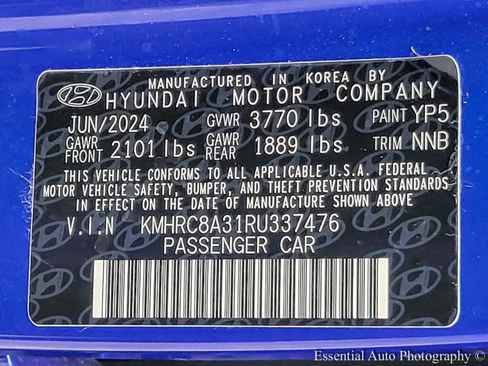 MANUFACTURED IN KOREA BY
HYUNDAI MOTOR COMPANY
JUN/2024 GVWR 3770 lbs PAINT YP5
GAWR FRONT 2101 lbs GAWR REAR 1889 lbs TRIM NNB
THIS VEHICLE CONFORMS TO ALL APPLICABLE U.S.A. FEDERAL
MOTOR VEHICLE SAFETY, BUMPER, AND THEFT PREVENTION STANDARDS
IN EFFECT ON THE DATE OF MANUFACTURE SHOWN ABOVE.
V.I.N KMHRC8A31RU337476
PASSENGER CAR
Essential Auto Photography ©